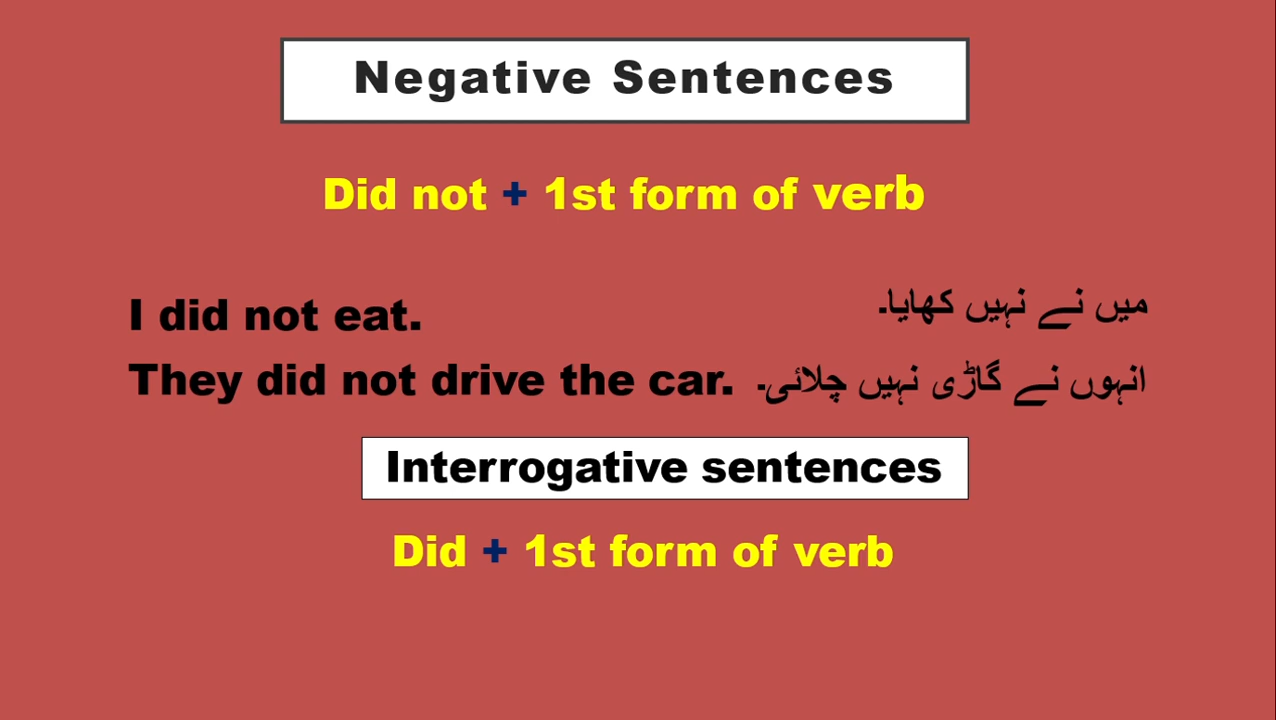 Negative Sentences
Did not + 1st form of verb
I did not eat. میں نے نہیں کھایا۔
They did not drive the car. انہوں نے گاڑی نہیں چلائی۔
Interrogative sentences
Did + 1st form of verb